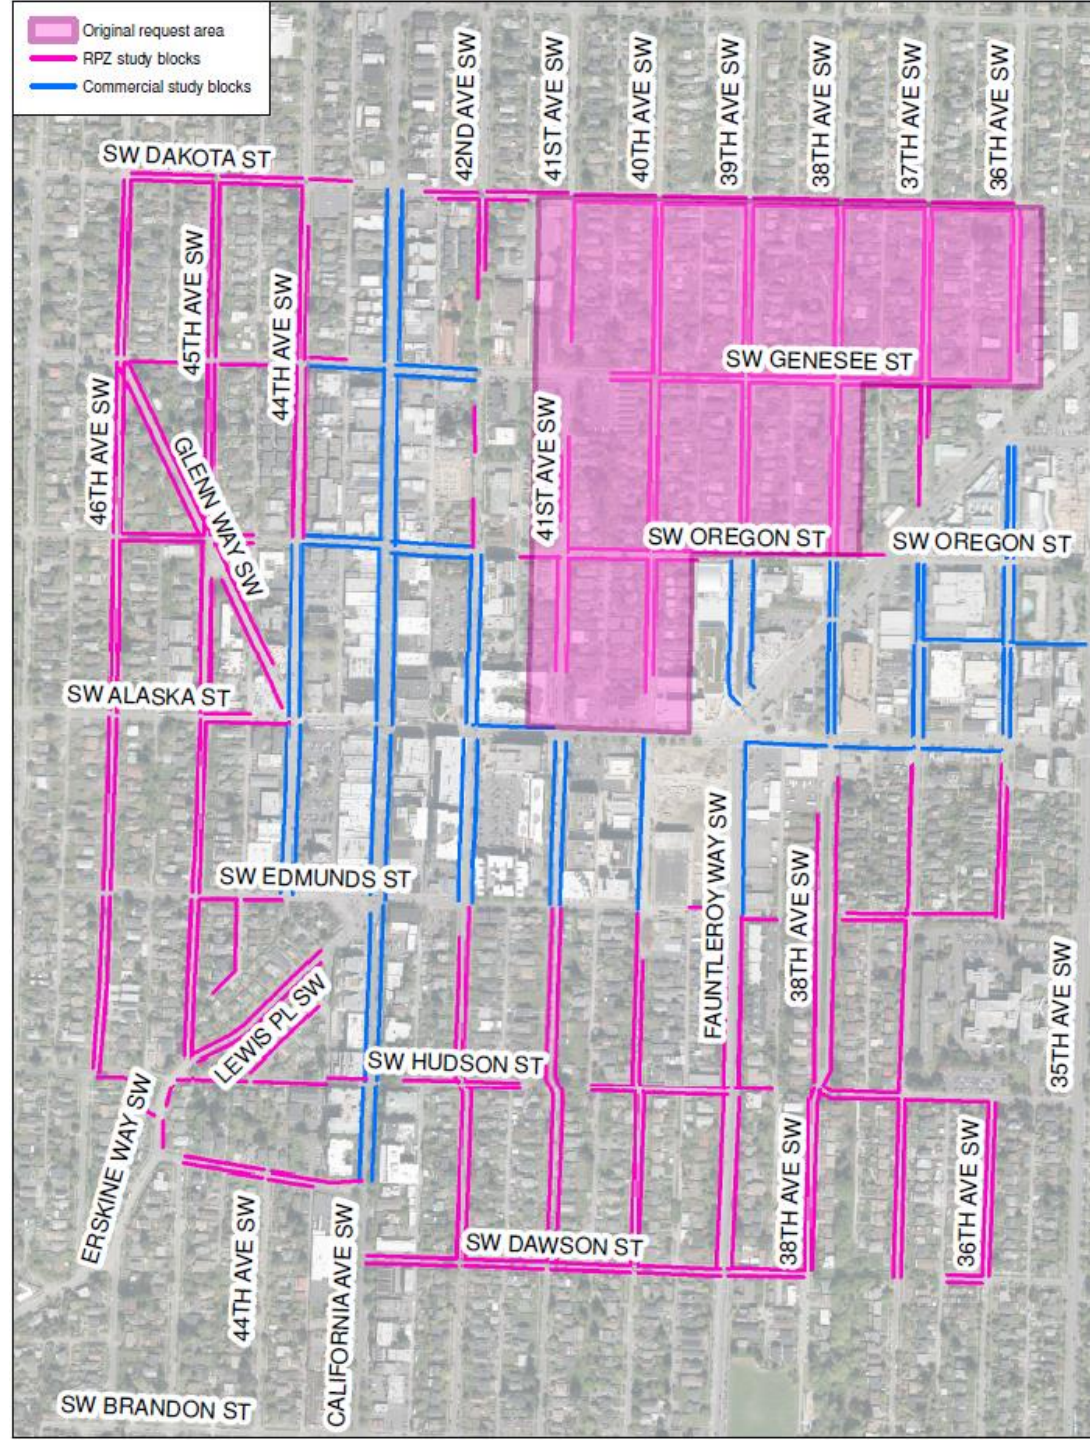 Original request area
RPZ study blocks
Commercial study blocks
42ND AVE SW
41ST AVE SW
40TH AVE SW
39TH AVE SW
38TH AVE SW
37TH AVE SW
36TH AVE SW
SW DAKOTA ST
45TH AVE SW
44TH AVE SW
SW GENESEE ST
46TH AVE SW
GLENN WAY SW
41ST AVE SW
SW OREGON ST
SW OREGON ST
SW ALASKA ST
FAUNTLEROY WAY SW
38TH AVE SW
SW EDMUNDS ST
35TH AVE SW
LEWIS PL SW
SW HUDSON ST
ERSKINE WAY SW
38TH AVE SW
36TH AVE SW
44TH AVE SW
CALIFORNIA AVE SW
SW DAWSON ST
SW BRANDON ST